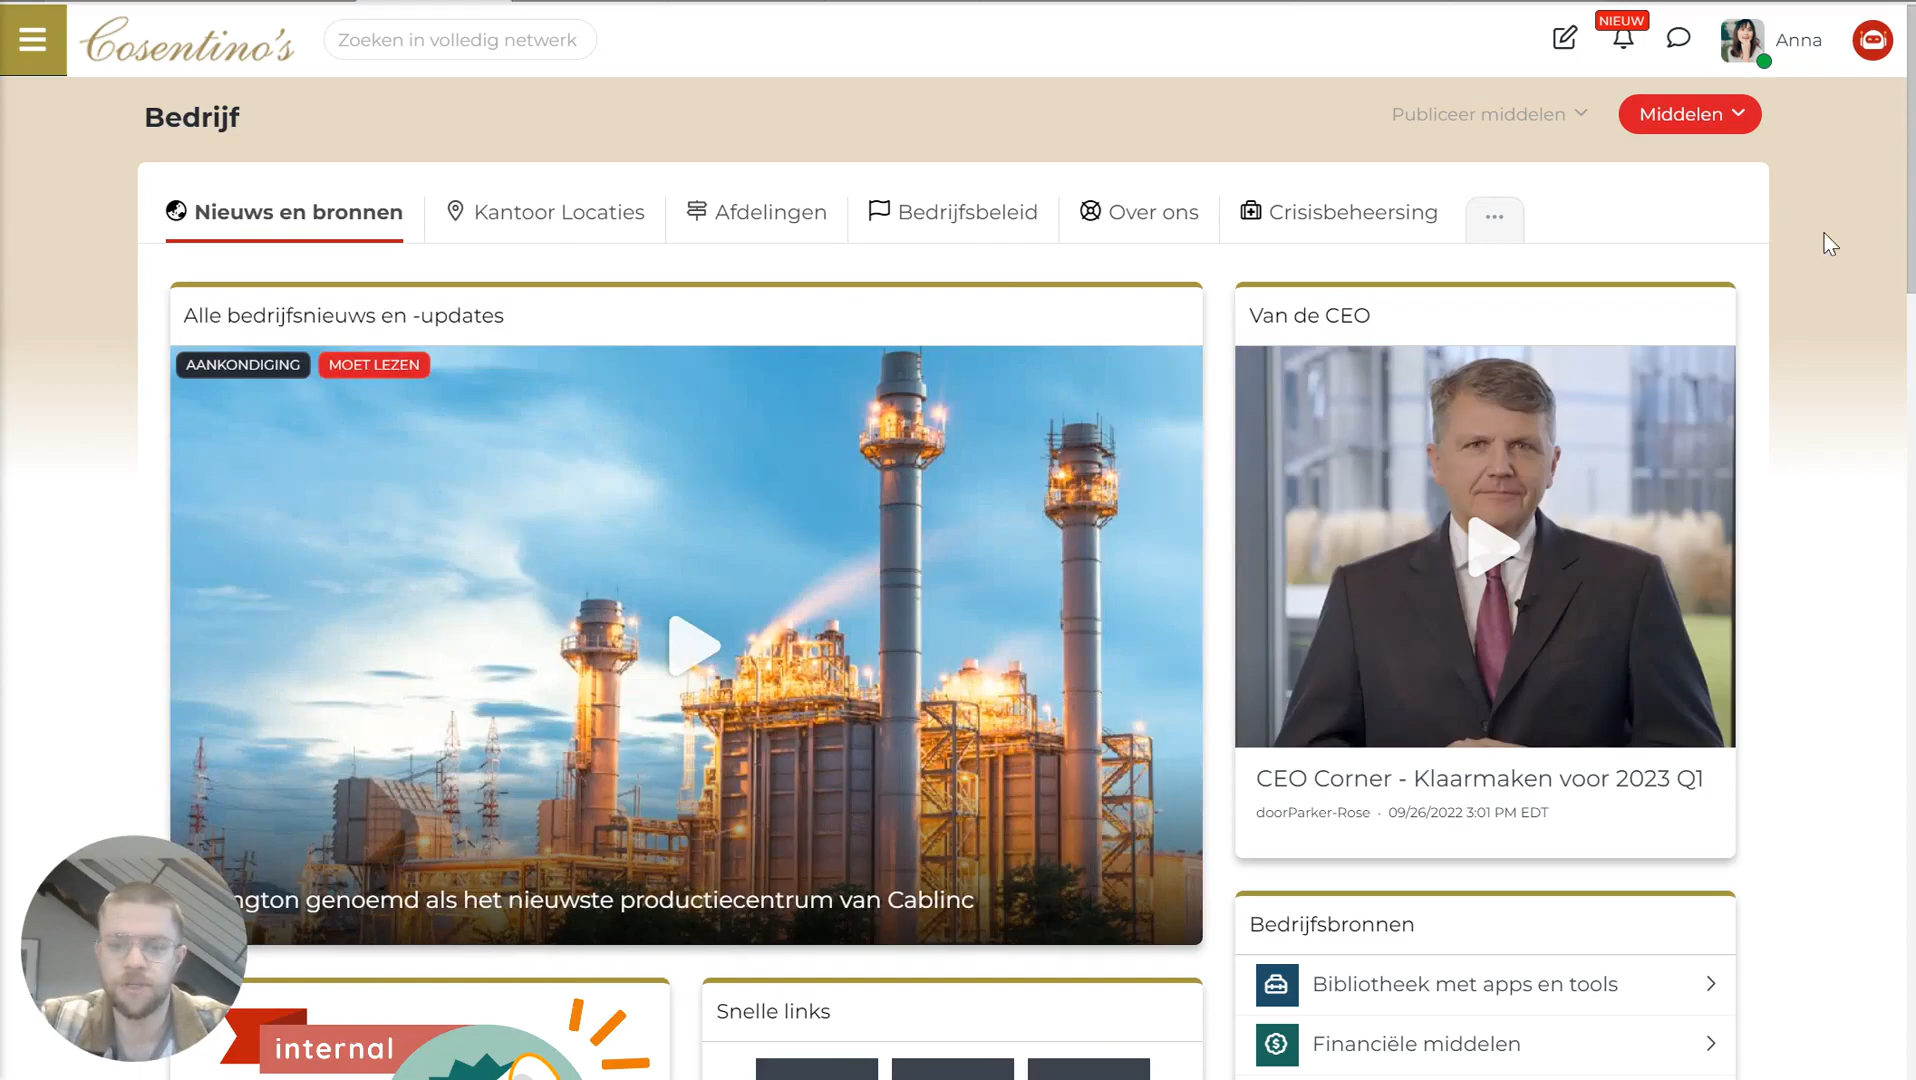 Cosentino's
Zoeken in volledig netwerk
NIEUW
Anna
Bedrijf
Publiceer middelen
Middelen
Nieuws en bronnen
Kantoor Locaties
Afdelingen
Bedrijfsbeleid
Over ons
Crisisbeheersing
Alle bedrijfsnieuws en -updates
AANKONDIGING
MOET LEZEN
genoemd als het nieuwste productiecentrum van Cablinc
Van de CEO
CEO Corner - Klaarmaken voor 2023 Q1
doorParker-Rose · 09/26/2022 3:01 PM EDT
Bedrijfsbronnen
Bibliotheek met apps en tools
Financiële middelen
internal
Snelle links